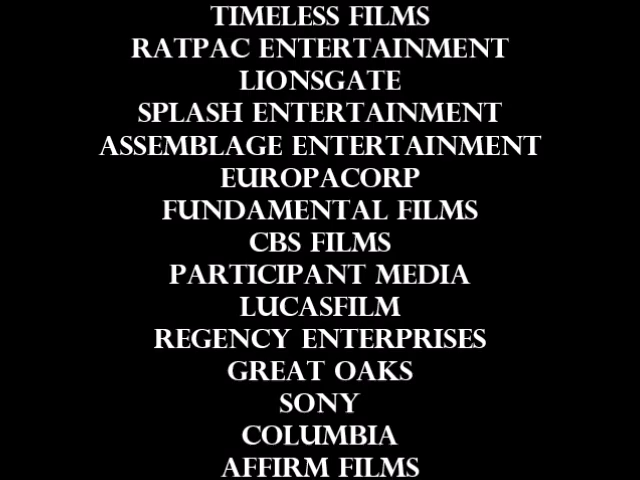 TIMELESS FILMS
RATPAC ENTERTAINMENT
LIONSGATE
SPLASH ENTERTAINMENT
ASSEMBLAGE ENTERTAINMENT
EUROPACORP
FUNDAMENTAL FILMS
CBS FILMS
PARTICIPANT MEDIA
LUCASFILM
REGENCY ENTERPRISES
GREAT OAKS
SONY
COLUMBIA
AFFIRM FILMS